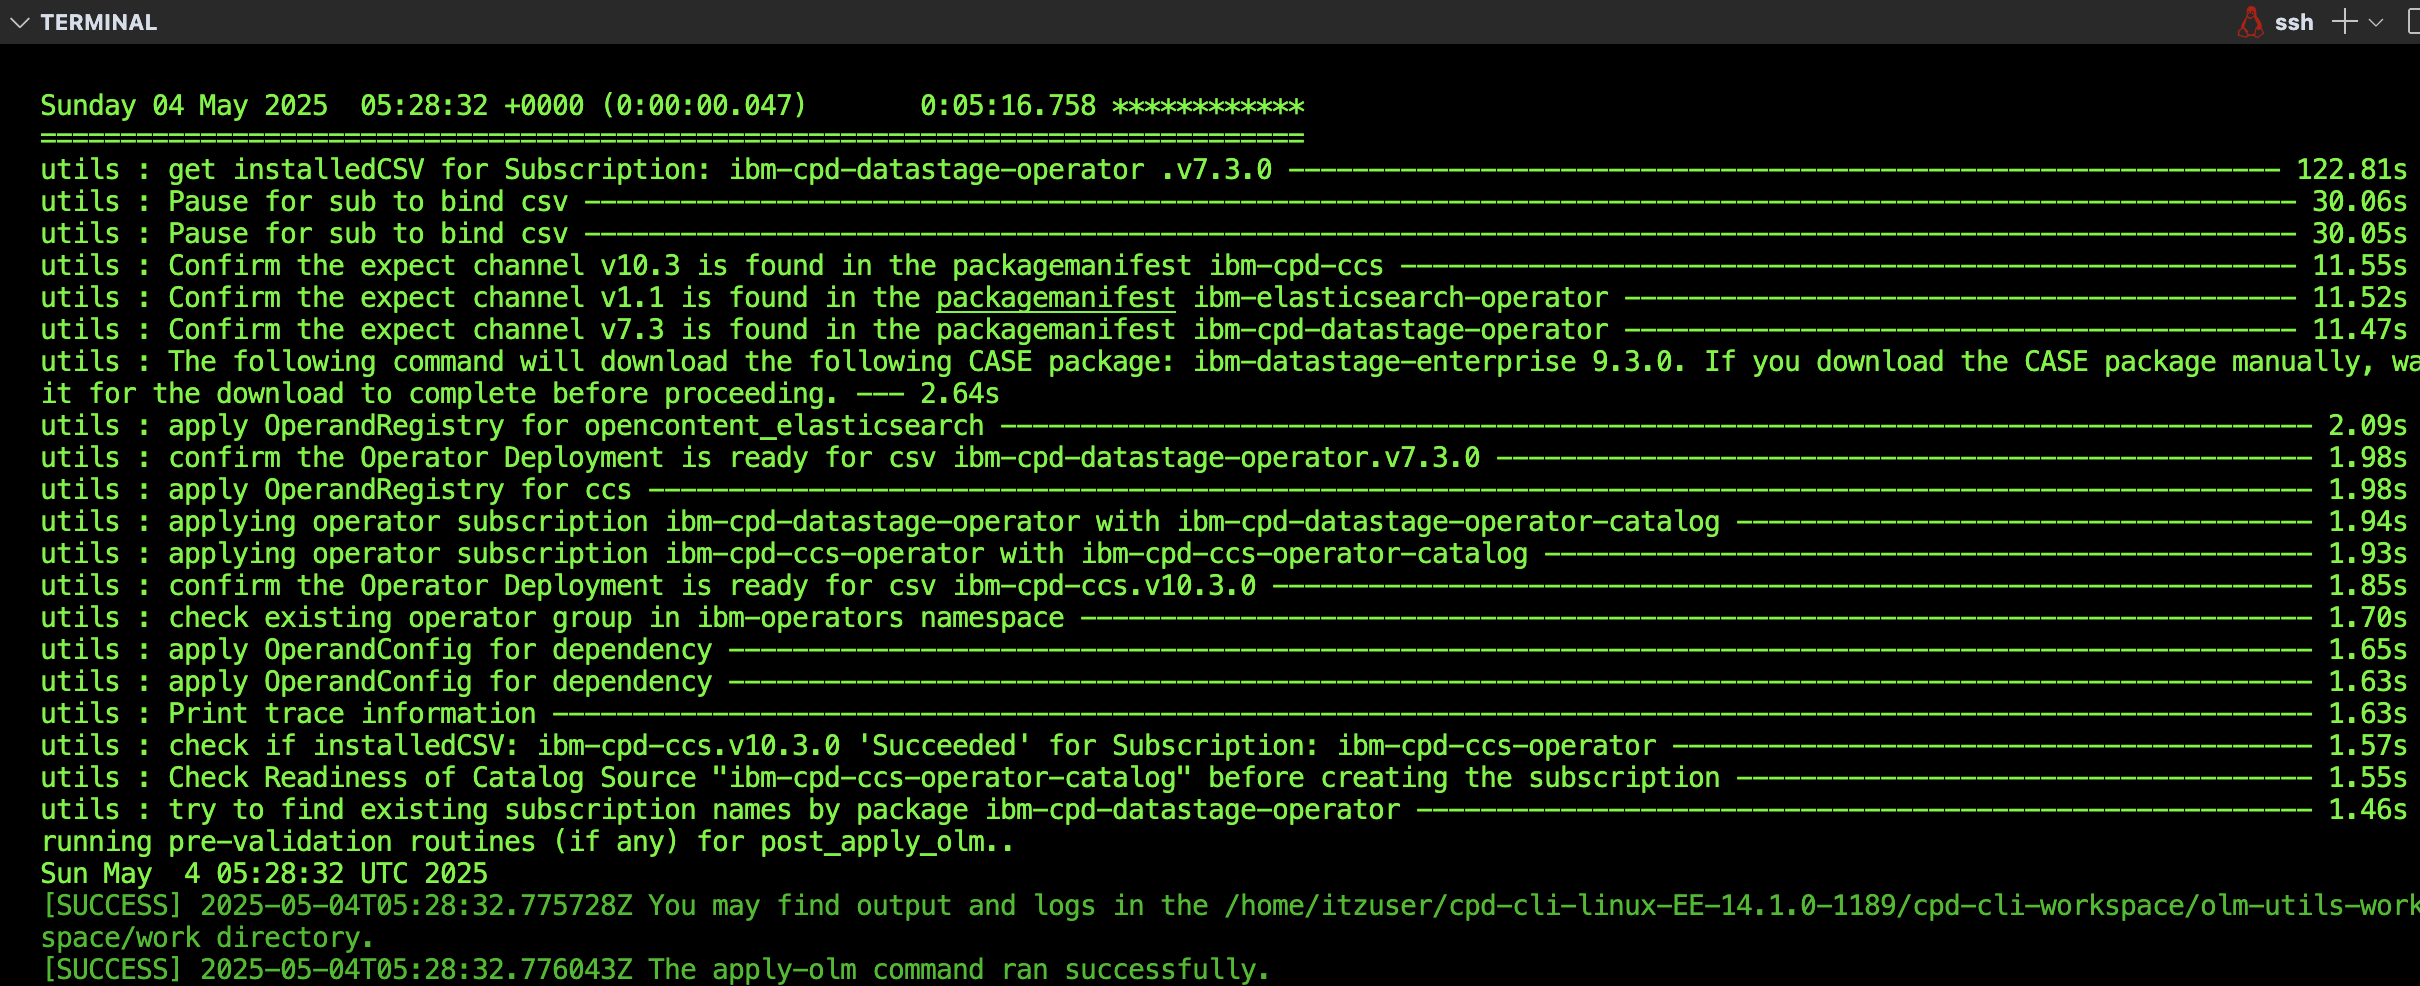 TERMINAL
ssh
Sunday 04 May 2025  05:28:32 +0000 (0:00:00.047)       0:05:16.758 ************
===============================================================================
utils : get installedCSV for Subscription: ibm-cpd-datastage-operator .v7.3.0 -------------------------------------------------------------- 122.81s
utils : Pause for sub to bind csv ----------------------------------------------------------------------------------------------------------- 30.06s
utils : Pause for sub to bind csv ----------------------------------------------------------------------------------------------------------- 30.05s
utils : Confirm the expect channel v10.3 is found in the packagemanifest ibm-cpd-ccs -------------------------------------------------------- 11.55s
utils : Confirm the expect channel v1.1 is found in the packagemanifest ibm-elasticsearch-operator ------------------------------------------ 11.52s
utils : Confirm the expect channel v7.3 is found in the packagemanifest ibm-cpd-datastage-operator ------------------------------------------ 11.47s
utils : The following command will download the following CASE package: ibm-datastage-enterprise 9.3.0. If you download the CASE package manually, wa
it for the download to complete before proceeding. --- 2.64s
utils : apply OperandRegistry for opencontent_elasticsearch ---------------------------------------------------------------------------------- 2.09s
utils : confirm the Operator Deployment is ready for csv ibm-cpd-datastage-operator.v7.3.0 --------------------------------------------------- 1.98s
utils : apply OperandRegistry for ccs -------------------------------------------------------------------------------------------------------- 1.98s
utils : applying operator subscription ibm-cpd-datastage-operator with ibm-cpd-datastage-operator-catalog ------------------------------------ 1.94s
utils : applying operator subscription ibm-cpd-ccs-operator with ibm-cpd-ccs-operator-catalog ------------------------------------------------ 1.93s
utils : confirm the Operator Deployment is ready for csv ibm-cpd-ccs.v10.3.0 ----------------------------------------------------------------- 1.85s
utils : check existing operator group in ibm-operators namespace ----------------------------------------------------------------------------- 1.70s
utils : apply OperandConfig for dependency --------------------------------------------------------------------------------------------------- 1.65s
utils : apply OperandConfig for dependency --------------------------------------------------------------------------------------------------- 1.63s
utils : Print trace information -------------------------------------------------------------------------------------------------------------- 1.63s
utils : check if installedCSV: ibm-cpd-ccs.v10.3.0 'Succeeded' for Subscription: ibm-cpd-ccs-operator ---------------------------------------- 1.57s
utils : Check Readiness of Catalog Source "ibm-cpd-ccs-operator-catalog" before creating the subscription ------------------------------------ 1.55s
utils : try to find existing subscription names by package ibm-cpd-datastage-operator -------------------------------------------------------- 1.46s
running pre-validation routines (if any) for post_apply_olm..
Sun May  4 05:28:32 UTC 2025
[SUCCESS] 2025-05-04T05:28:32.775728Z You may find output and logs in the /home/itzuser/cpd-cli-linux-EE-14.1.0-1189/cpd-cli-workspace/olm-utils-work
space/work directory.
[SUCCESS] 2025-05-04T05:28:32.776043Z The apply-olm command ran successfully.